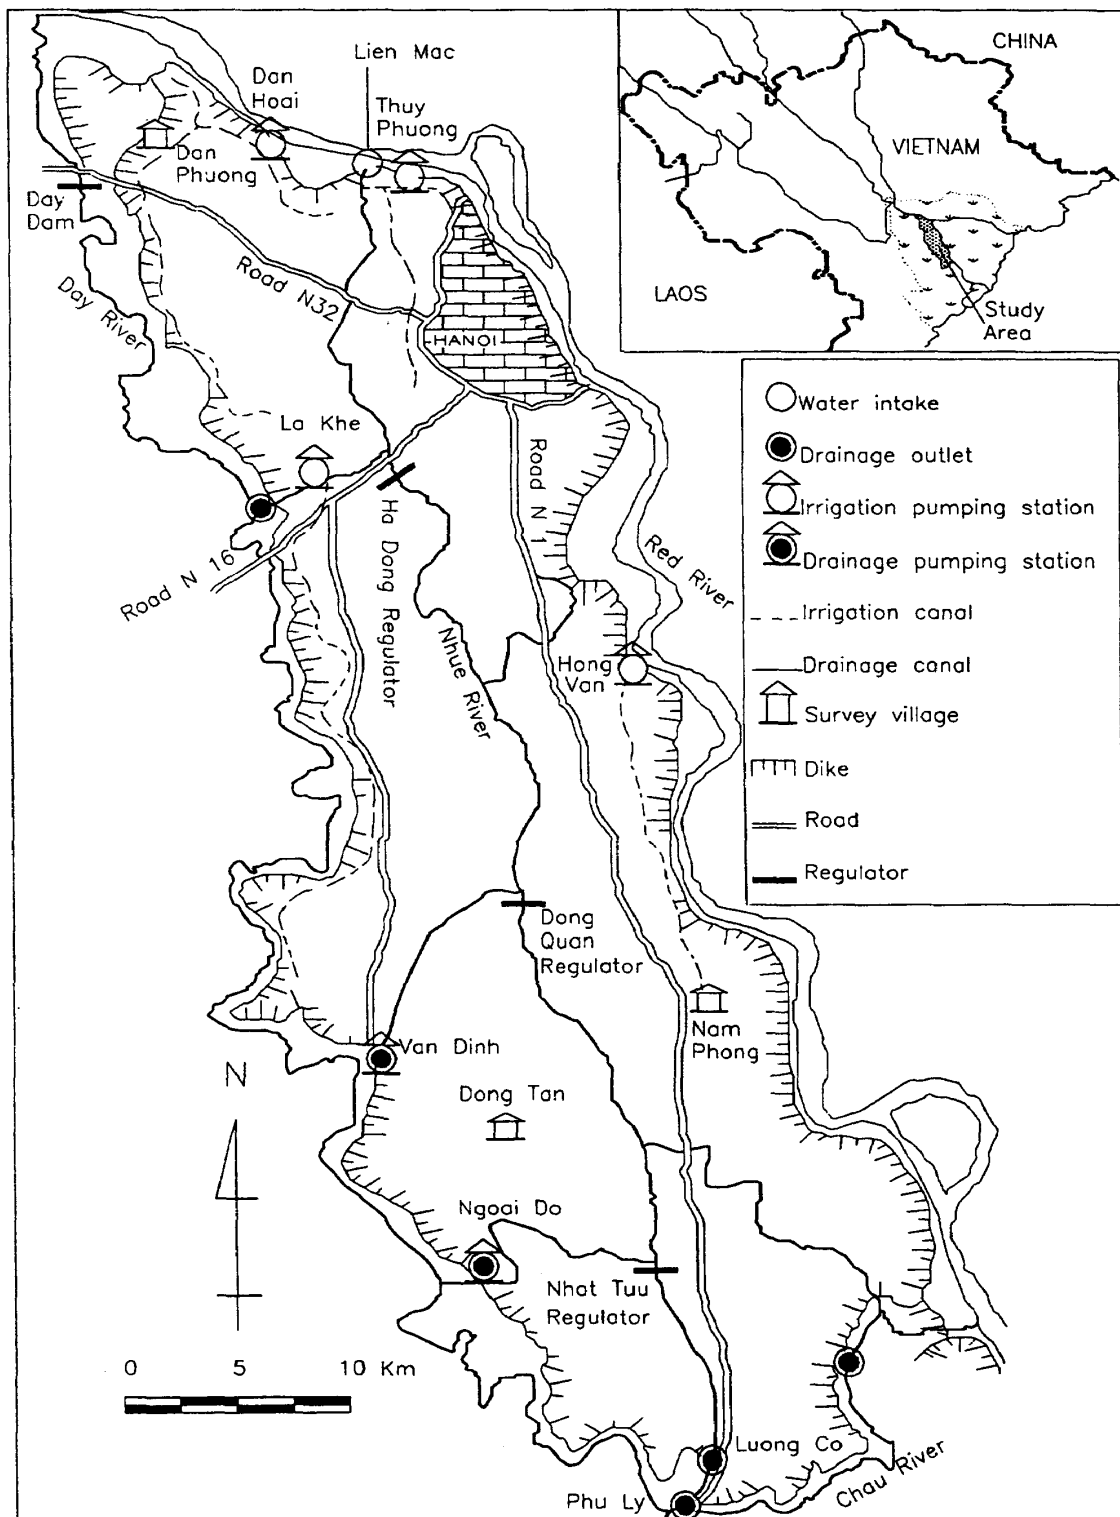 Lien Mac
Dan
Hoai
Thuy
Phuong
Dan
Phuong
Day
Dam
Road N32
Day River
HANOI
La Khe
Road N 16
Ha Dong Regulator
Road N 1
Nhue River
Red River
Hong
Van
Dong
Quan
Regulator
Nam
Phong
Van Dinh
Dong Tan
N
Ngoai Do
Nhat Tuu
Regulator
0 5 10 Km
Luong Co
Phu Ly
Chau River
CHINA
VIETNAM
LAOS
Study
Area
Water intake
Drainage outlet
Irrigation pumping station
Drainage pumping station
Irrigation canal
Drainage canal
Survey village
Dike
Road
Regulator